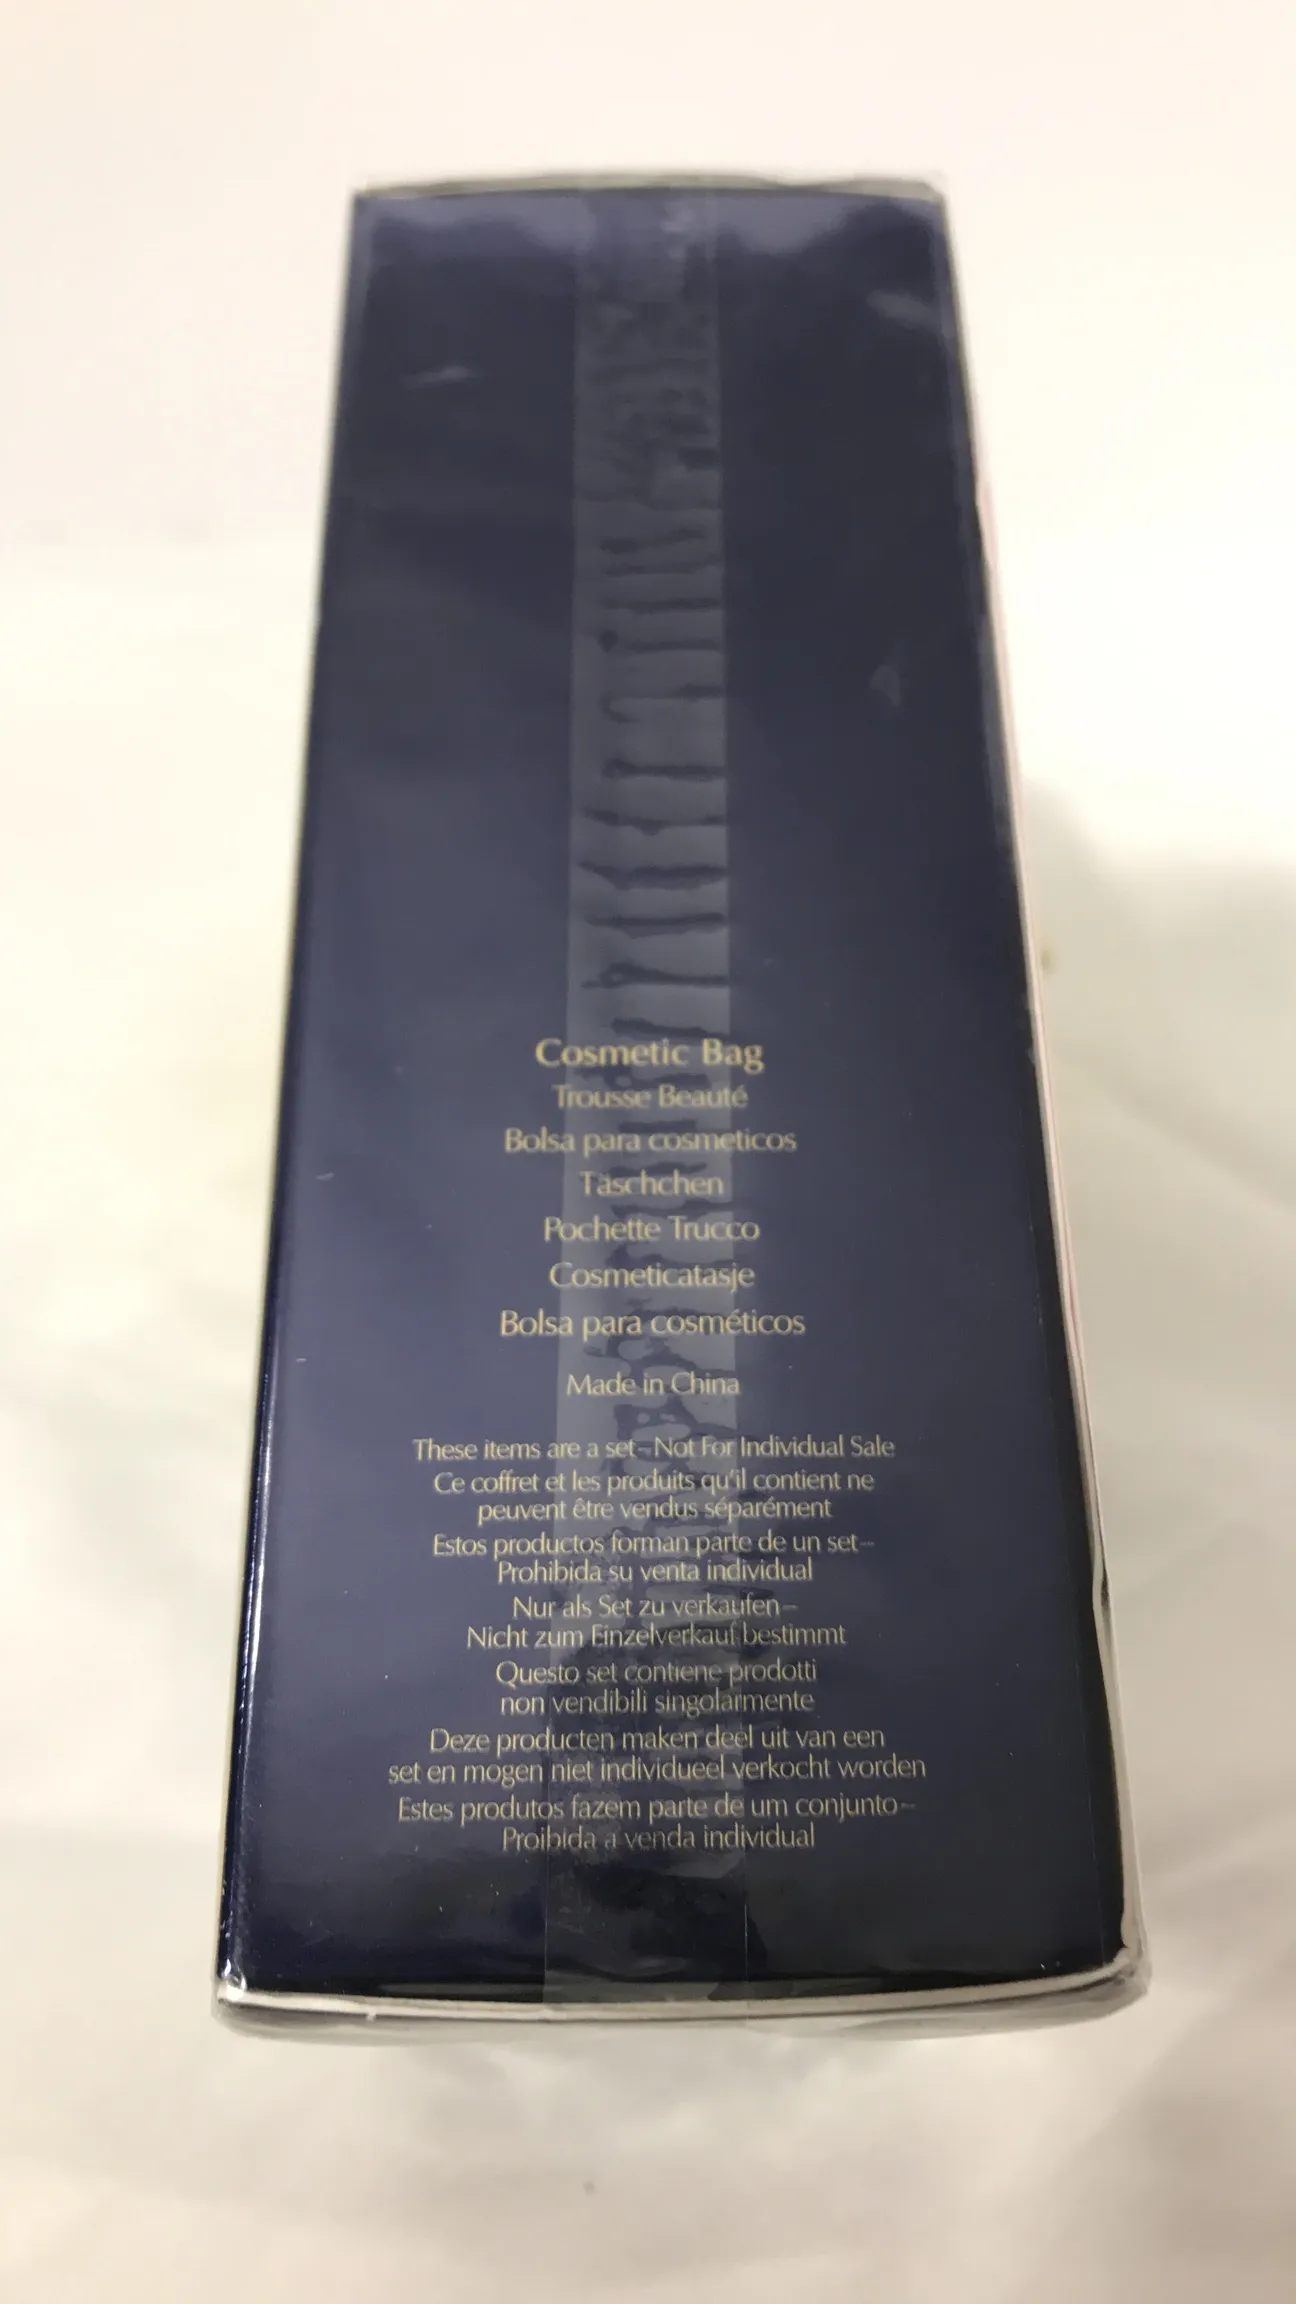 Cosmetic Bag
Trousse Beauté
Bolsa para cosmeticos
Täschchen
Pochette Trucco
Cosmeticatasje
Bolsa para cosméticos
Made in China
These items are a set–Not For Individual Sale
Ce coffret et les produits qu'il contient ne
peuvent être vendus séparément
Estos productos forman parte de un set–
Prohibida su venta individual
Nur als Set zu verkaufen–
Nicht zum Einzelverkauf bestimmt
Questo set contiene prodotti
non vendibili singolarmente
Deze producten maken deel uit van een
set en mogen niet individueel verkocht worden
Estes produtos fazem parte de um conjunto–
Proibida a venda individual